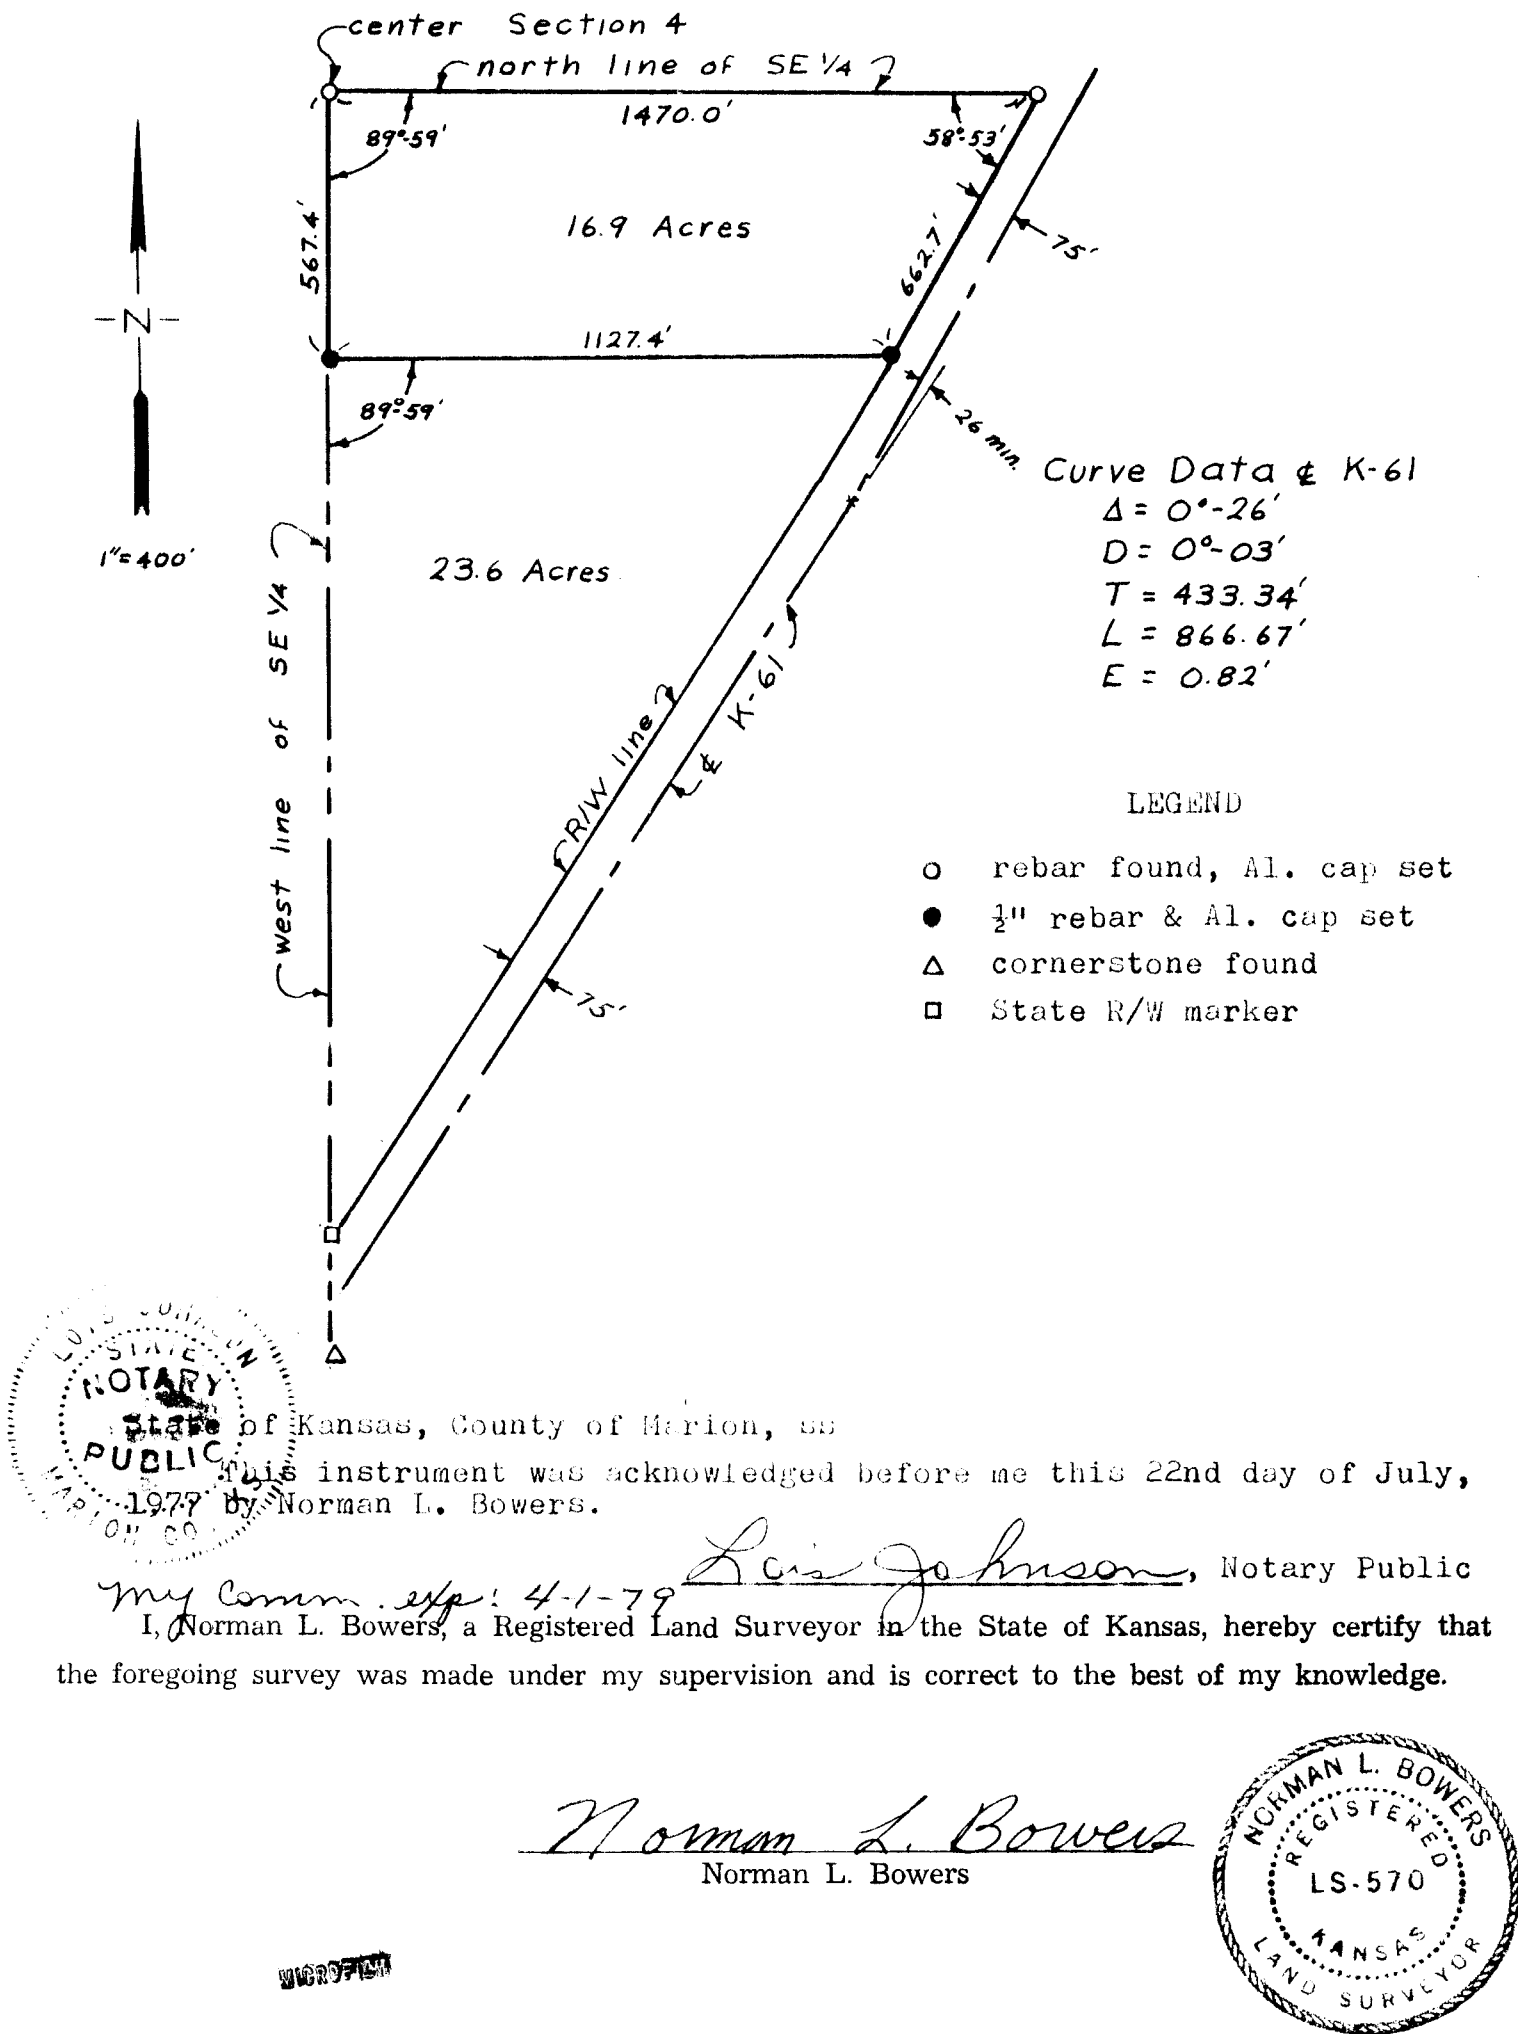 center Section 4
north line of SE 1/4
1470.0'
89°-59'
58°-53'
567.4'
16.9 Acres
662.7'
75'
N
1127.4'
89°-59'
26 min.
1"=400'
Curve Data ℄ K-61
Δ = 0°-26'
D = 0°-03'
T = 433.34'
L = 866.67'
E = 0.82'
23.6 Acres
west line of SE 1/4
R/W line
℄ K-61
75'
LEGEND
○ rebar found, Al. cap set
● ½" rebar & Al. cap set
△ cornerstone found
□ State R/W marker
LOIS JOHNSON
STATE
NOTARY
PUBLIC
MARION CO.
State of Kansas, County of Marion, ss
This instrument was acknowledged before me this 22nd day of July,
1977 by Norman L. Bowers.
Lois Johnson, Notary Public
My Comm. exp: 4-1-79
I, Norman L. Bowers, a Registered Land Surveyor in the State of Kansas, hereby certify that
the foregoing survey was made under my supervision and is correct to the best of my knowledge.
Norman L. Bowers
Norman L. Bowers
NORMAN L. BOWERS
REGISTERED
LS-570
KANSAS
LAND SURVEYOR
MICROFILM